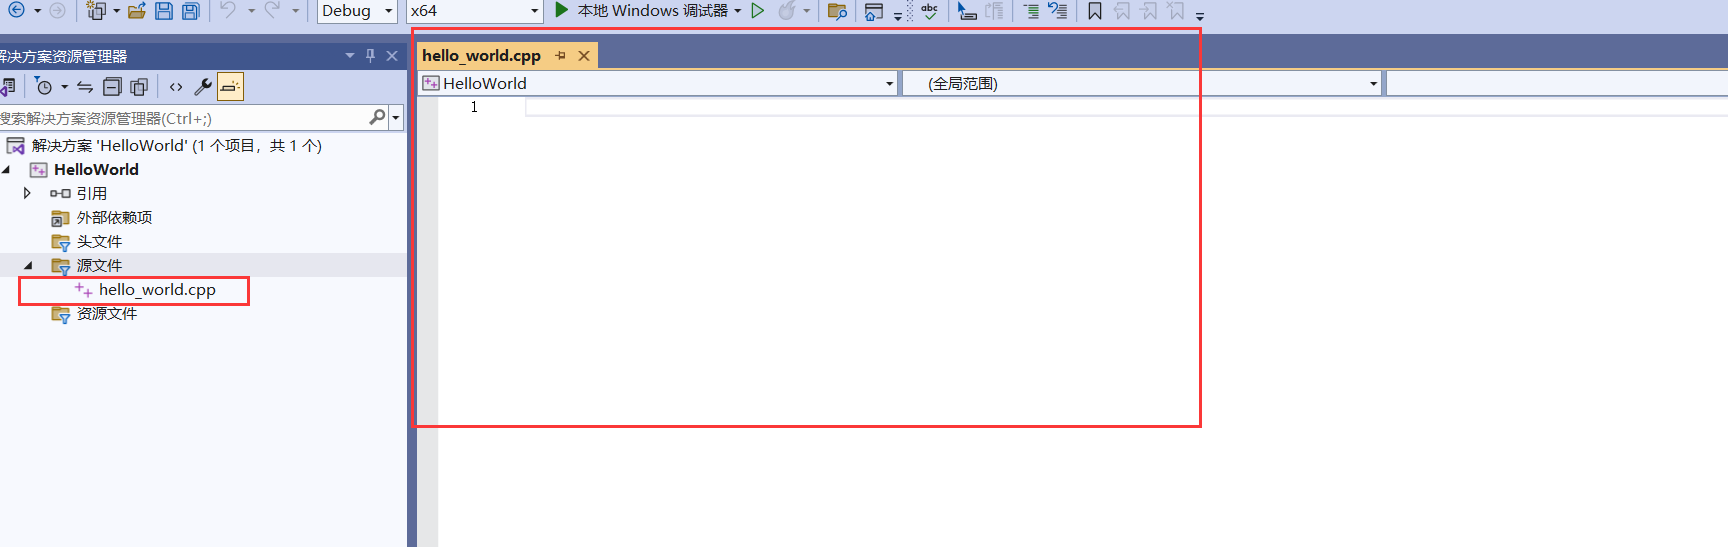 Debug x64 本地 Windows 调试器 abc
解决方案资源管理器
hello_world.cpp
HelloWorld (全局范围)
搜索解决方案资源管理器(Ctrl+;)
1
解决方案 'HelloWorld' (1 个项目，共 1 个)
HelloWorld
引用
外部依赖项
头文件
源文件
hello_world.cpp
资源文件